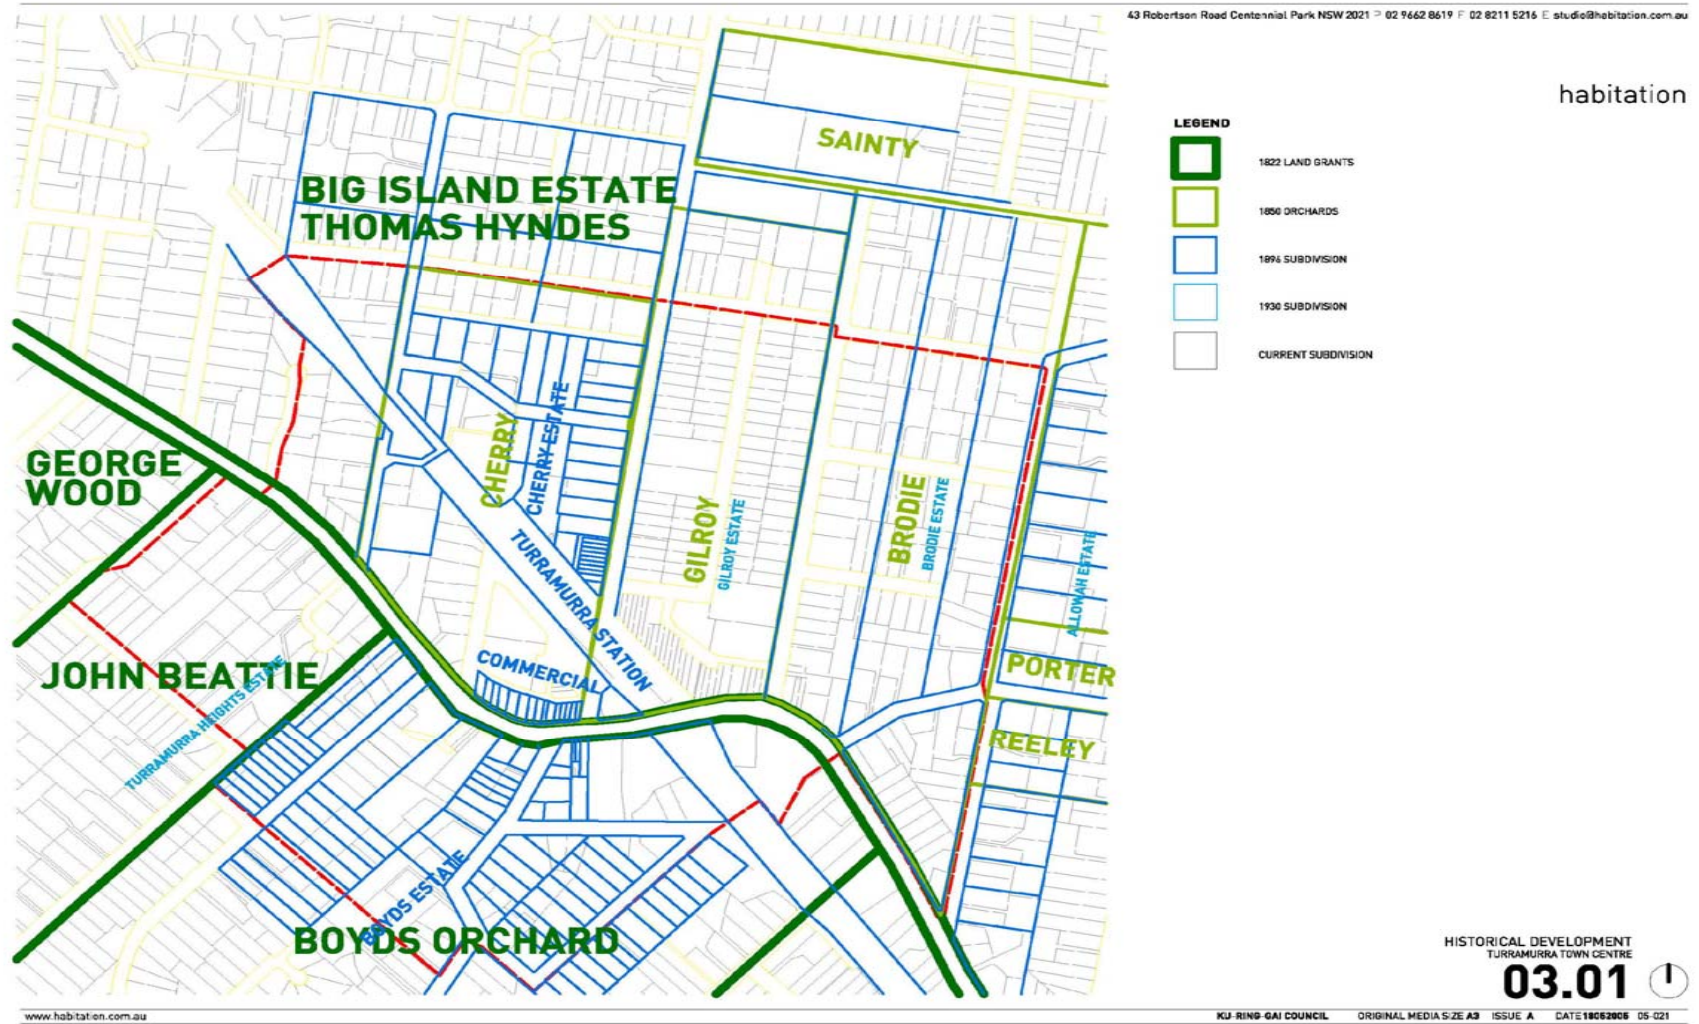 43 Robertson Road Centennial Park NSW 2021 P 02 9662 8619 F 02 8211 5216 E studio@habitation.com.au
habitation
LEGEND
1822 LAND GRANTS
1850 ORCHARDS
1896 SUBDIVISION
1930 SUBDIVISION
CURRENT SUBDIVISION
SAINTY
BIG ISLAND ESTATE
THOMAS HYNDES
GEORGE
WOOD
CHERRY
CHERRY ESTATE
GILROY
GILROY ESTATE
BRODIE
BRODIE ESTATE
ALLOWAH ESTATE
TURRAMURRA STATION
COMMERCIAL
PORTER
JOHN BEATTIE
TURRAMURRA HEIGHTS ESTATE
REELEY
BOYDS ESTATE
BOYDS ORCHARD
HISTORICAL DEVELOPMENT
TURRAMURRA TOWN CENTRE
03.01
www.habitation.com.au
KU-RING-GAI COUNCIL ORIGINAL MEDIA SIZE A3 ISSUE A DATE 18052005 05-021